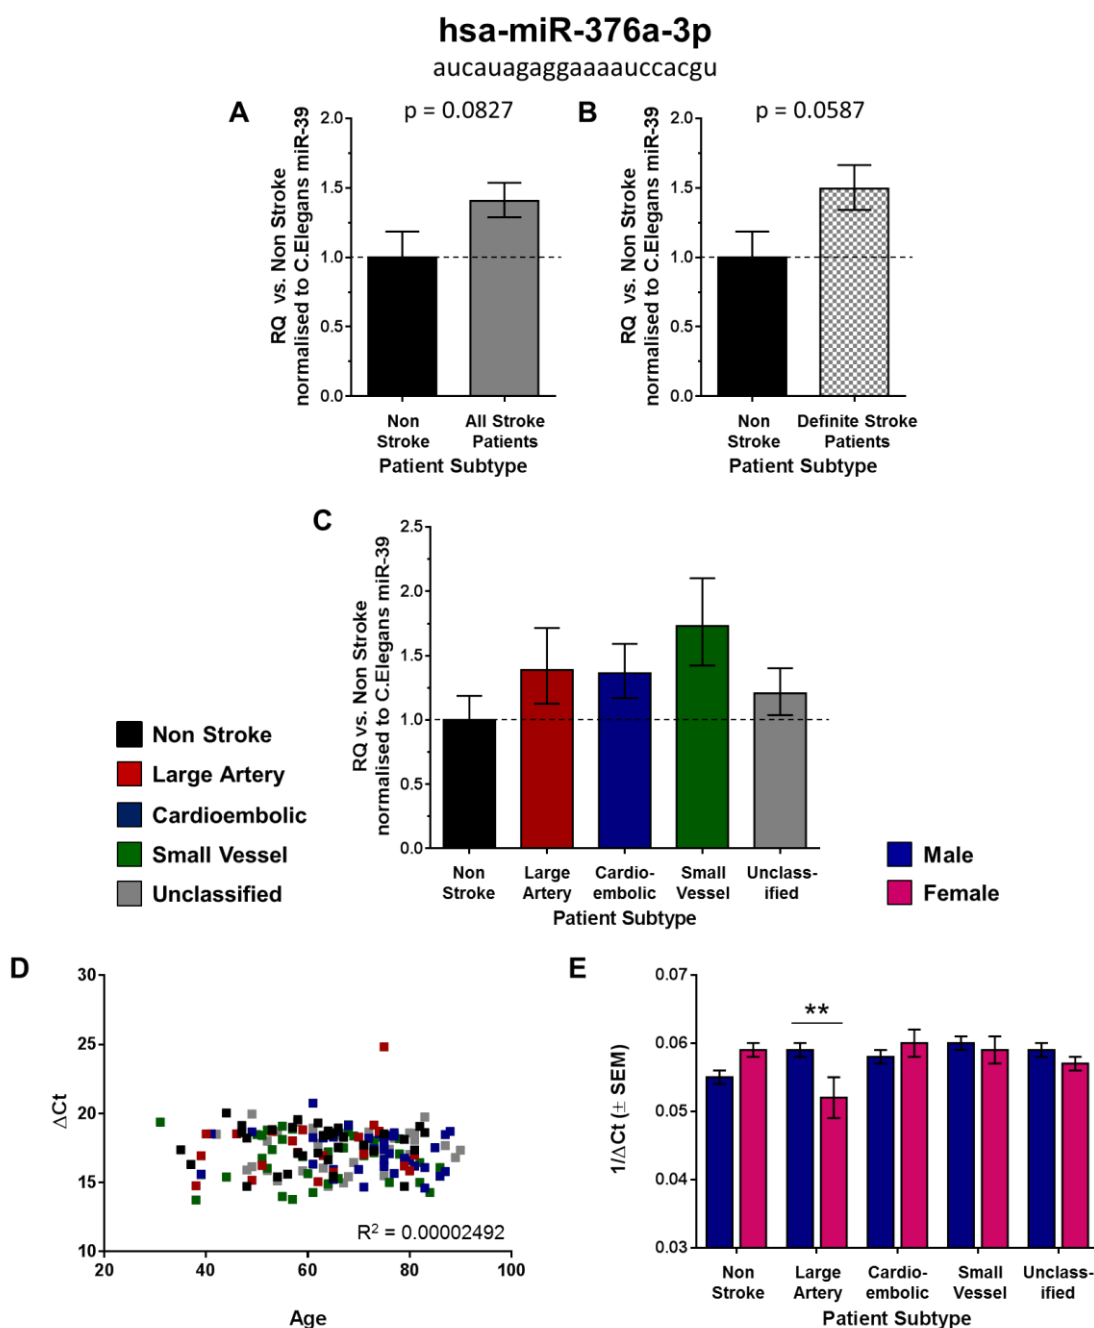 hsa-miR-376a-3p
aucauagaggaaaauccacgu
A
p = 0.0827
RQ vs. Non Stroke
normalised to C.Elegans miR-39
2.0
1.5
1.0
0.5
0.0
Non
Stroke
All Stroke
Patients
Patient Subtype
B
p = 0.0587
RQ vs. Non Stroke
normalised to C.Elegans miR-39
2.0
1.5
1.0
0.5
0.0
Non
Stroke
Definite Stroke
Patients
Patient Subtype
C
RQ vs. Non Stroke
normalised to C.Elegans miR-39
2.5
2.0
1.5
1.0
0.5
0.0
Non
Stroke
Large
Artery
Cardio-
embolic
Small
Vessel
Unclass-
ified
Patient Subtype
Non Stroke
Large Artery
Cardioembolic
Small Vessel
Unclassified
Male
Female
D
ΔCt
30
25
20
15
10
R² = 0.00002492
20
40
60
80
100
Age
E
1/ΔCt (± SEM)
0.07
0.06
0.05
0.04
0.03
**
Non
Stroke
Large
Artery
Cardio-
embolic
Small
Vessel
Unclass-
ified
Patient Subtype